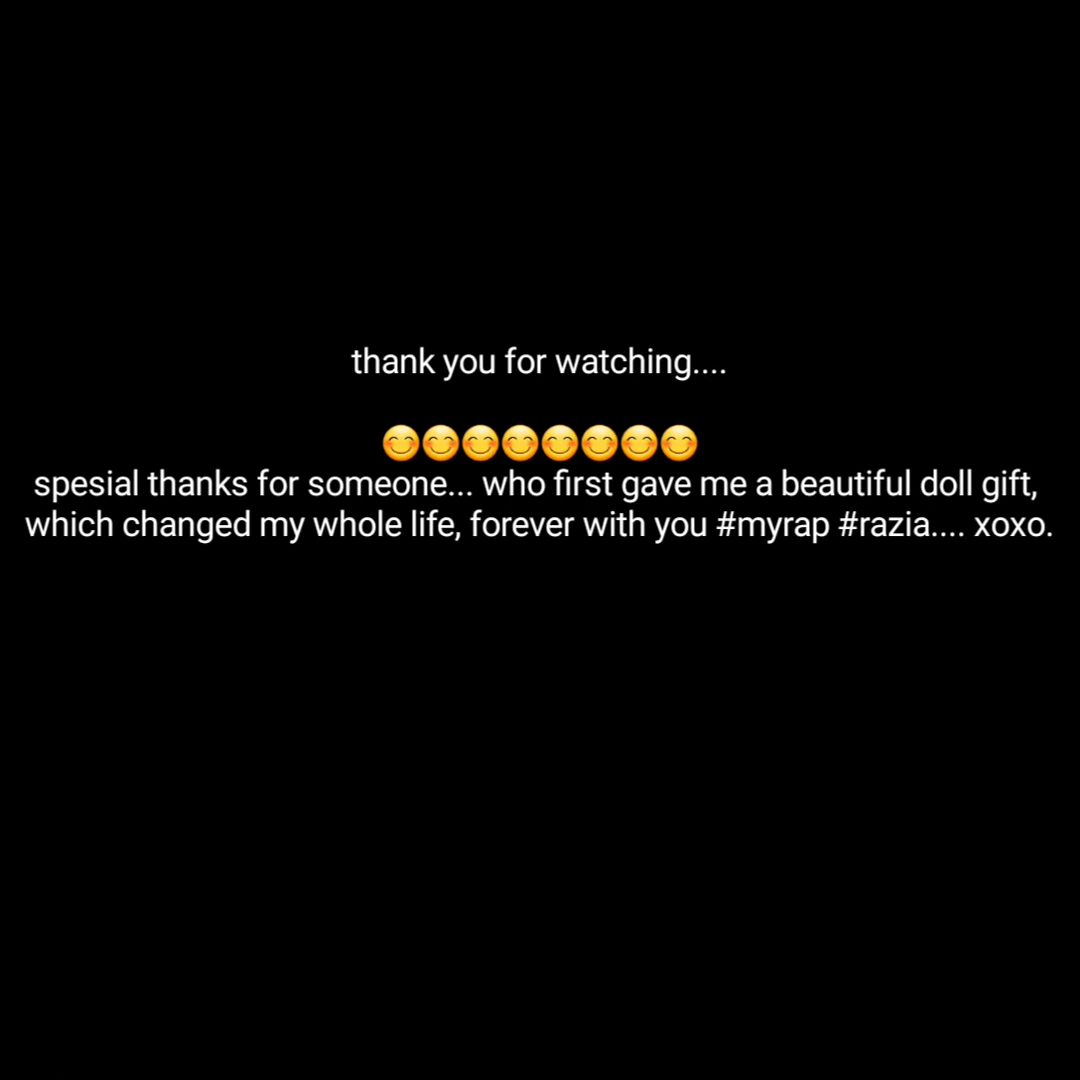 thank you for watching....
😊😊😊😊😊😊😊😊
spesial thanks for someone... who first gave me a beautiful doll gift,
which changed my whole life, forever with you #myrap #razia.... xoxo.